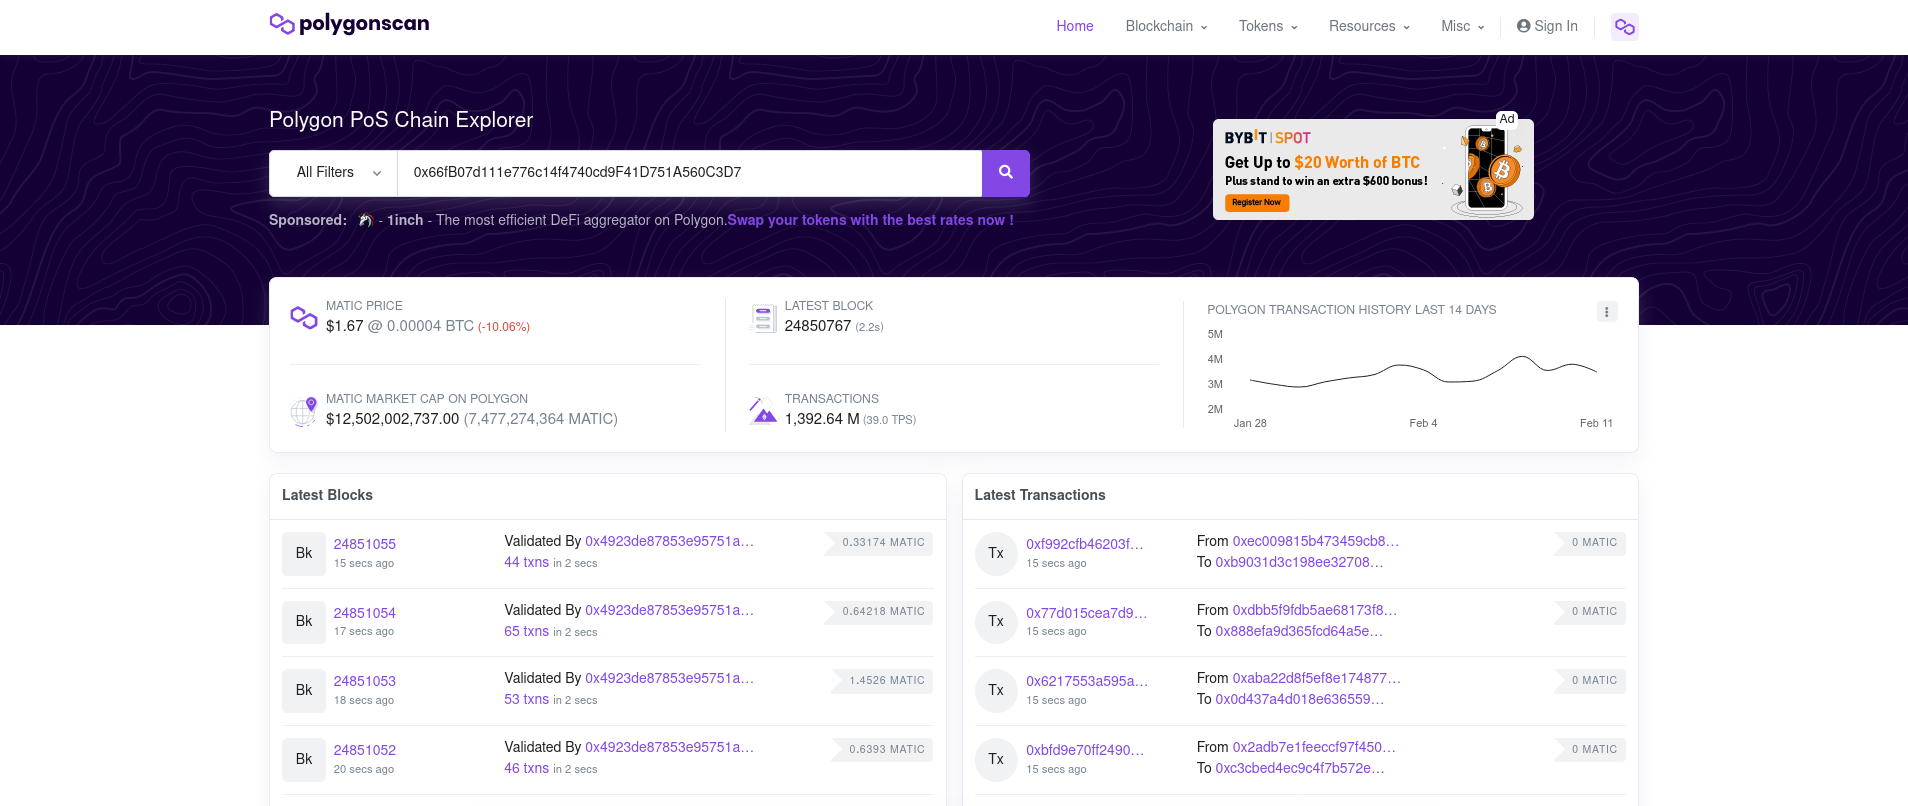 polygonscan
Home Blockchain Tokens Resources Misc Sign In
Polygon PoS Chain Explorer
All Filters 0x66fB07d111e776c14f4740cd9F41D751A560C3D7
Sponsored: - 1inch - The most efficient DeFi aggregator on Polygon.Swap your tokens with the best rates now !
Ad
BYBIT | SPOT
Get Up to $20 Worth of BTC
Plus stand to win an extra $600 bonus!
Register Now
MATIC PRICE
$1.67 @ 0.00004 BTC (-10.06%)
MATIC MARKET CAP ON POLYGON
$12,502,002,737.00 (7,477,274,364 MATIC)
LATEST BLOCK
24850767 (2.2s)
TRANSACTIONS
1,392.64 M (39.0 TPS)
POLYGON TRANSACTION HISTORY LAST 14 DAYS
5M
4M
3M
2M
Jan 28 Feb 4 Feb 11
Latest Blocks
Bk 24851055 Validated By 0x4923de87853e95751a... 0.33174 MATIC
15 secs ago 44 txns in 2 secs
Bk 24851054 Validated By 0x4923de87853e95751a... 0.64218 MATIC
17 secs ago 65 txns in 2 secs
Bk 24851053 Validated By 0x4923de87853e95751a... 1.4526 MATIC
18 secs ago 53 txns in 2 secs
Bk 24851052 Validated By 0x4923de87853e95751a... 0.6393 MATIC
20 secs ago 46 txns in 2 secs
Latest Transactions
Tx 0xf992cfb46203f... From 0xec009815b473459cb8... 0 MATIC
15 secs ago To 0xb9031d3c198ee32708...
Tx 0x77d015cea7d9... From 0xdbb5f9fdb5ae68173f8... 0 MATIC
15 secs ago To 0x888efa9d365fcd64a5e...
Tx 0x6217553a595a... From 0xaba22d8f5ef8e174877... 0 MATIC
15 secs ago To 0x0d437a4d018e636559...
Tx 0xbfd9e70ff2490... From 0x2adb7e1feeccf97f450... 0 MATIC
15 secs ago To 0xc3cbed4ec9c4f7b572e...